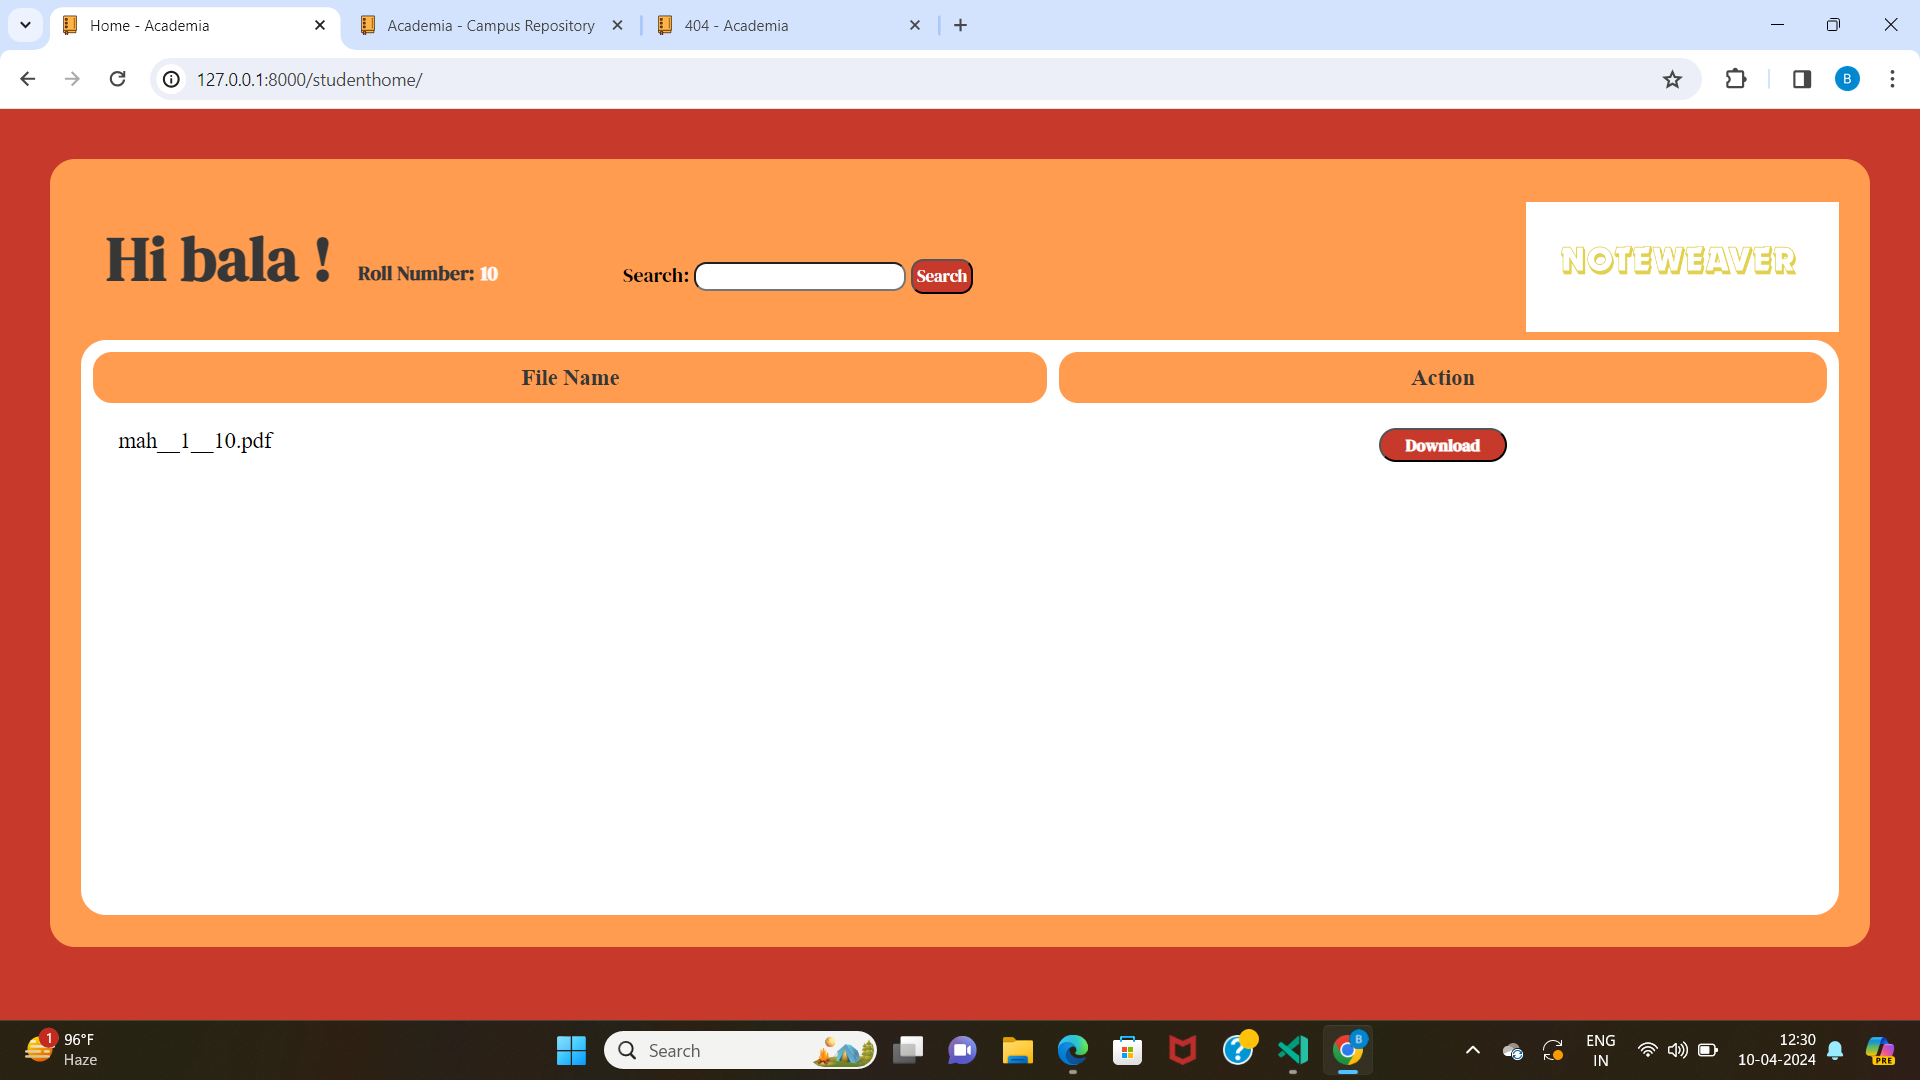 Home - Academia
Academia - Campus Repository
404 - Academia
127.0.0.1:8000/studenthome/
B
Hi bala !
Roll Number: 10
Search:
Search
NOTEWEAVER
File Name
Action
mah__1__10.pdf
Download
1
96°F
Haze
Search
B
ENG
IN
12:30
10-04-2024
PRE